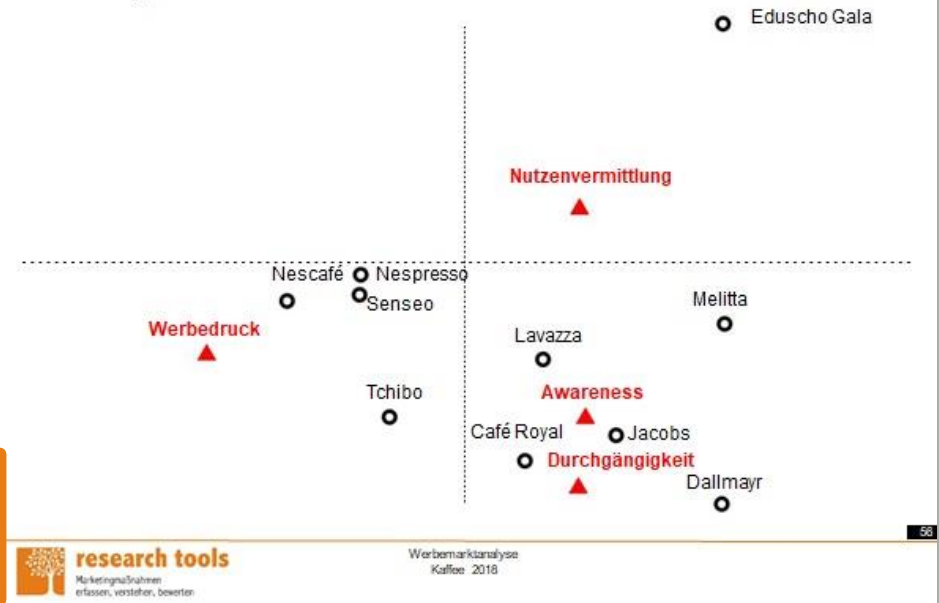 Eduscho Gala
Nutzenvermittlung
Nescafé
Nespresso
Senseo
Melitta
Werbedruck
Lavazza
Tchibo
Awareness
Café Royal
Jacobs
Durchgängigkeit
Dallmayr
56
research tools
Marketingmaßnahmen
erfassen, verstehen, bewerten
Werbemarktanalyse
Kaffee 2018